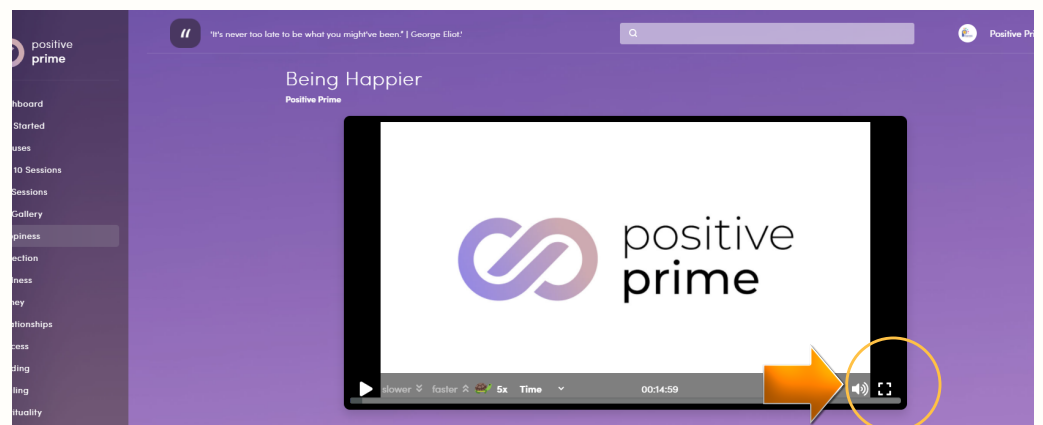 positive
prime
hboard
Started
uses
10 Sessions
Sessions
Gallery
piness
ection
lness
ney
ationships
cess
ding
ling
ituality
"It's never too late to be what you might've been." | George Eliot.'
Positive Pri
Being Happier
Positive Prime
positive
prime
slower faster 5x Time 00:14:59